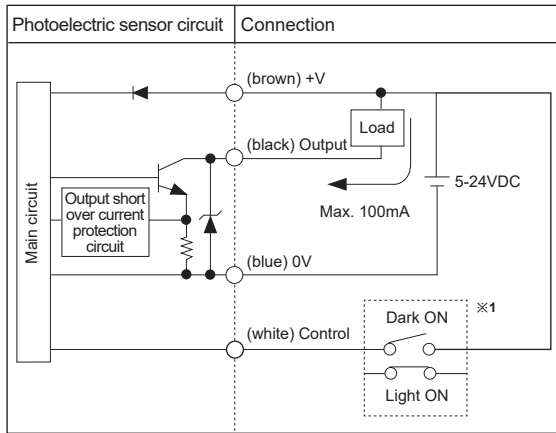 Photoelectric sensor circuit
Connection
(brown) +V
Load
(black) Output
5-24VDC
Max. 100mA
Main circuit
Output short
over current
protection
circuit
(blue) 0V
※1
Dark ON
(white) Control
Light ON